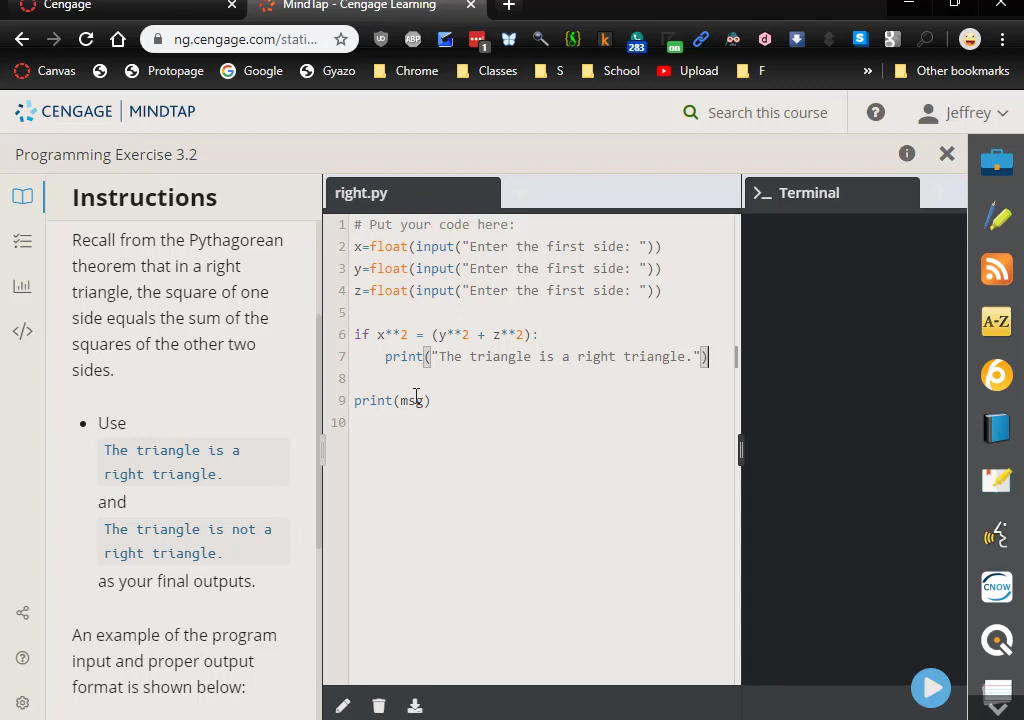 Cengage
MindTap - Cengage Learning
ng.cengage.com/stati...
ABP
1
283
on
Canvas
Protopage
Google
Gyazo
Chrome
Classes
S
School
Upload
F
»
Other bookmarks
CENGAGE | MINDTAP
Search this course
Jeffrey
Programming Exercise 3.2
Instructions
Recall from the Pythagorean
theorem that in a right
triangle, the square of one
side equals the sum of the
squares of the other two
sides.
Use
The triangle is a
right triangle.
and
The triangle is not a
right triangle.
as your final outputs.
An example of the program
input and proper output
format is shown below:
right.py
1 # Put your code here:
2 x=float(input("Enter the first side: "))
3 y=float(input("Enter the first side: "))
4 z=float(input("Enter the first side: "))
5
6 if x**2 = (y**2 + z**2):
7 print("The triangle is a right triangle.")
8
9 print(msg)
10
>_ Terminal
A-Z
CNOW